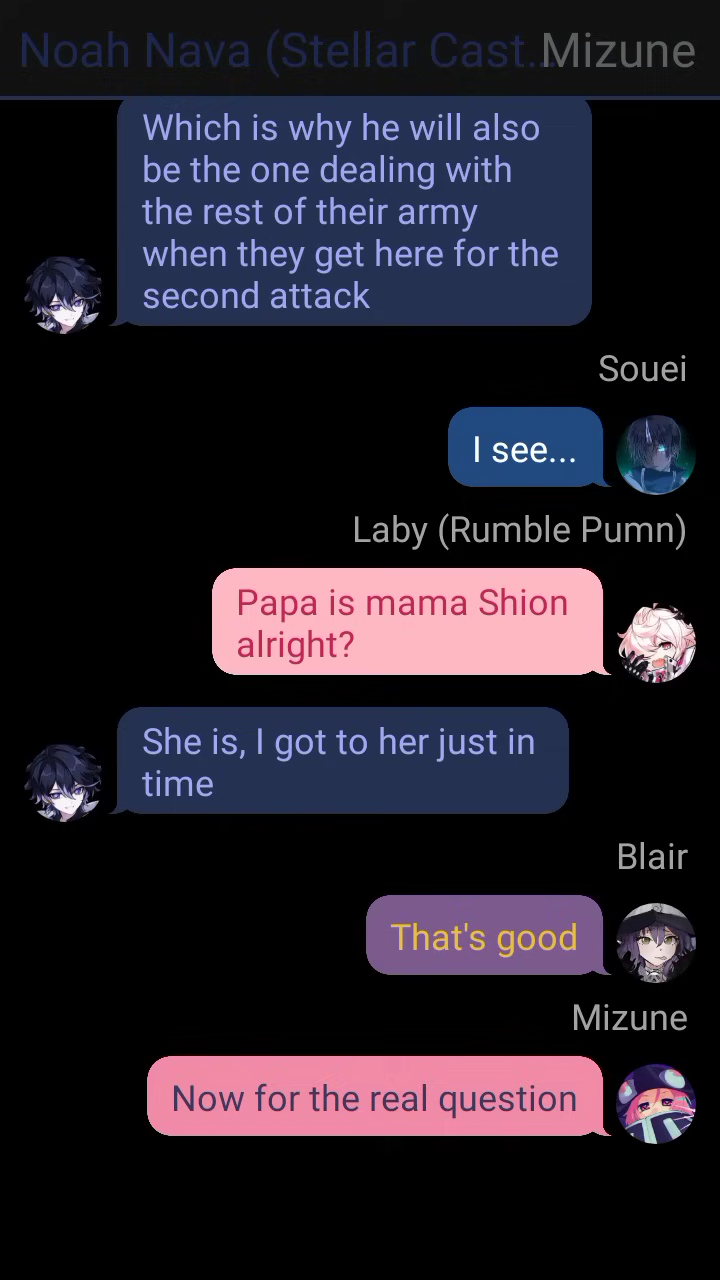 Noah Nava (Stellar Cast... Mizune
Which is why he will also
be the one dealing with
the rest of their army
when they get here for the
second attack
Souei
I see...
Laby (Rumble Pumn)
Papa is mama Shion
alright?
She is, I got to her just in
time
Blair
That's good
Mizune
Now for the real question